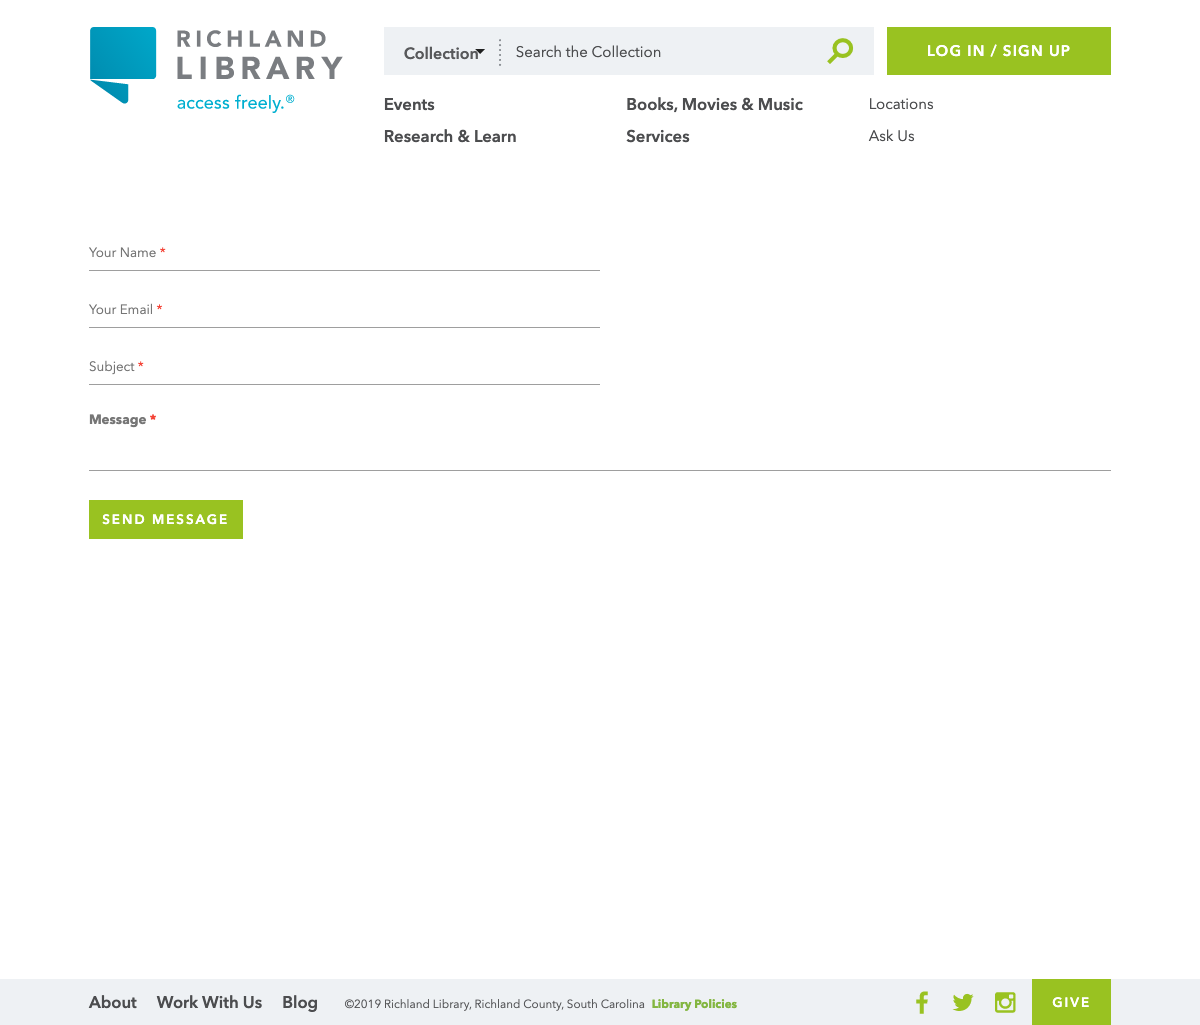 RICHLAND
LIBRARY
access freely.®
Collection
Search the Collection
LOG IN / SIGN UP
Events
Books, Movies & Music
Locations
Research & Learn
Services
Ask Us
Your Name *
Your Email *
Subject *
Message *
SEND MESSAGE
About
Work With Us
Blog
©2019 Richland Library, Richland County, South Carolina Library Policies
GIVE